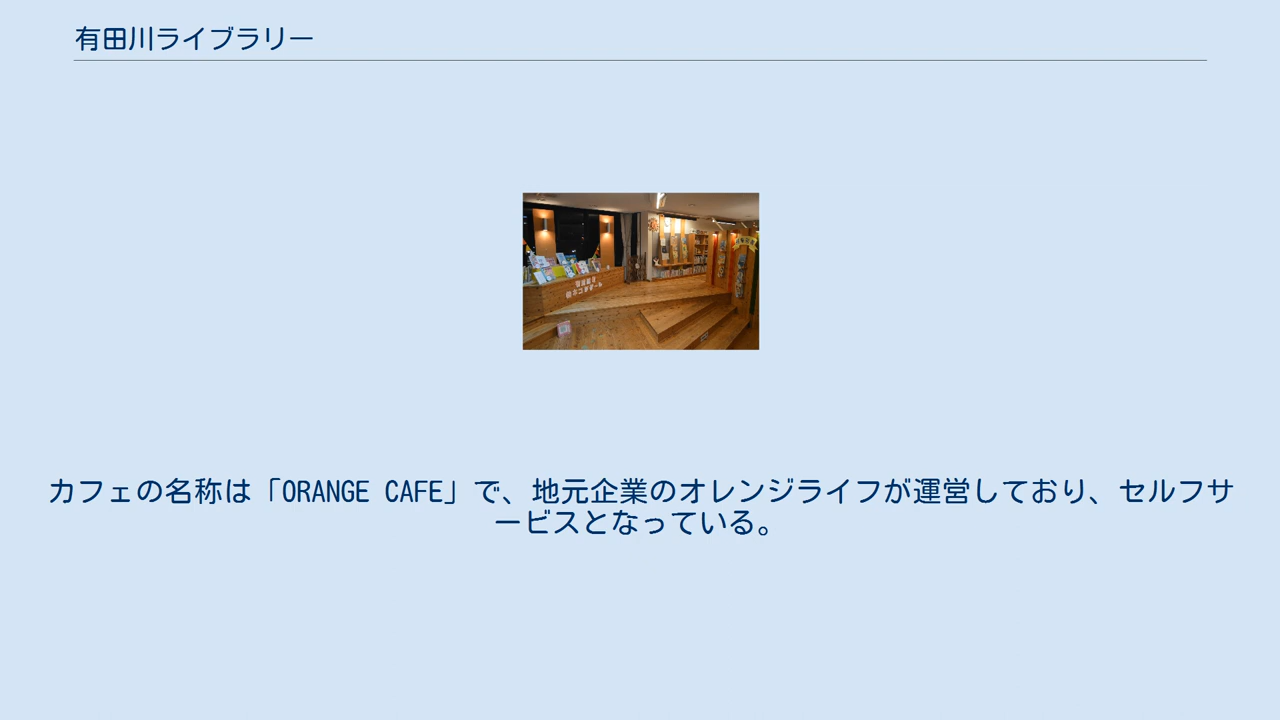 有田川ライブラリー
カフェの名称は「ORANGE CAFE」で、地元企業のオレンジライフが運営しており、セルフサ
ービスとなっている。